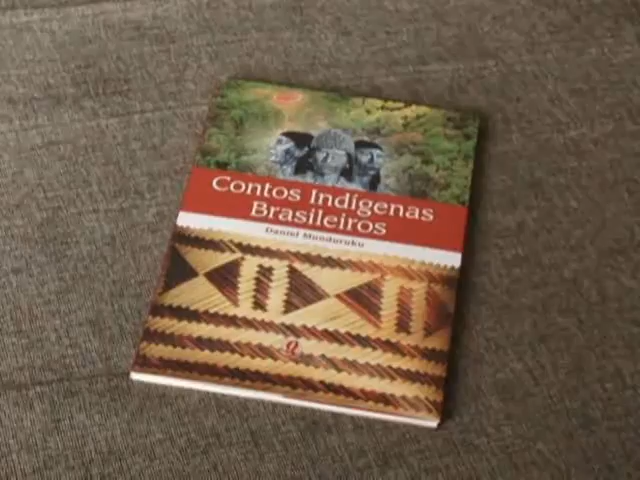 Contos Indígenas
Brasileiros
Daniel Munduruku